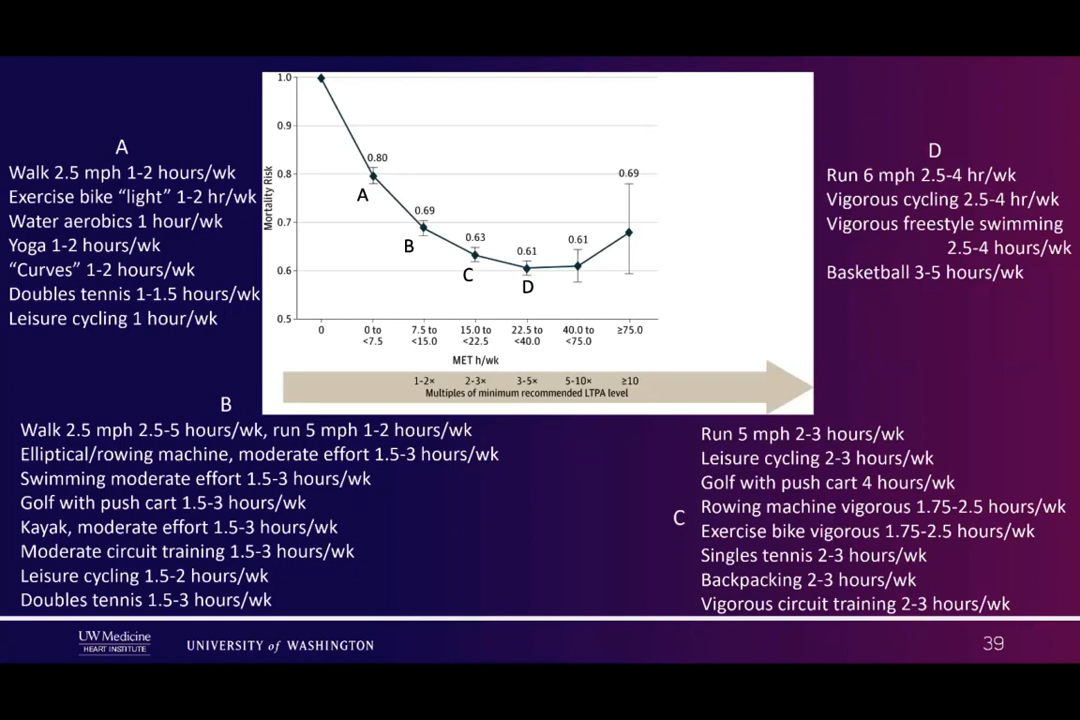 A
Walk 2.5 mph 1-2 hours/wk
Exercise bike “light” 1-2 hr/wk
Water aerobics 1 hour/wk
Yoga 1-2 hours/wk
“Curves” 1-2 hours/wk
Doubles tennis 1-1.5 hours/wk
Leisure cycling 1 hour/wk
Mortality Risk
1.0
0.9
0.8
0.7
0.6
0.5
0.80
0.69
0.63
0.61
0.61
0.69
A
B
C
D
0
0 to
<7.5
7.5 to
<15.0
15.0 to
<22.5
22.5 to
<40.0
40.0 to
<75.0
≥75.0
MET h/wk
1-2× 2-3× 3-5× 5-10× ≥10
Multiples of minimum recommended LTPA level
D
Run 6 mph 2.5-4 hr/wk
Vigorous cycling 2.5-4 hr/wk
Vigorous freestyle swimming
2.5-4 hours/wk
Basketball 3-5 hours/wk
B
Walk 2.5 mph 2.5-5 hours/wk, run 5 mph 1-2 hours/wk
Elliptical/rowing machine, moderate effort 1.5-3 hours/wk
Swimming moderate effort 1.5-3 hours/wk
Golf with push cart 1.5-3 hours/wk
Kayak, moderate effort 1.5-3 hours/wk
Moderate circuit training 1.5-3 hours/wk
Leisure cycling 1.5-2 hours/wk
Doubles tennis 1.5-3 hours/wk
C
Run 5 mph 2-3 hours/wk
Leisure cycling 2-3 hours/wk
Golf with push cart 4 hours/wk
Rowing machine vigorous 1.75-2.5 hours/wk
Exercise bike vigorous 1.75-2.5 hours/wk
Singles tennis 2-3 hours/wk
Backpacking 2-3 hours/wk
Vigorous circuit training 2-3 hours/wk
UW Medicine
HEART INSTITUTE
UNIVERSITY of WASHINGTON
39